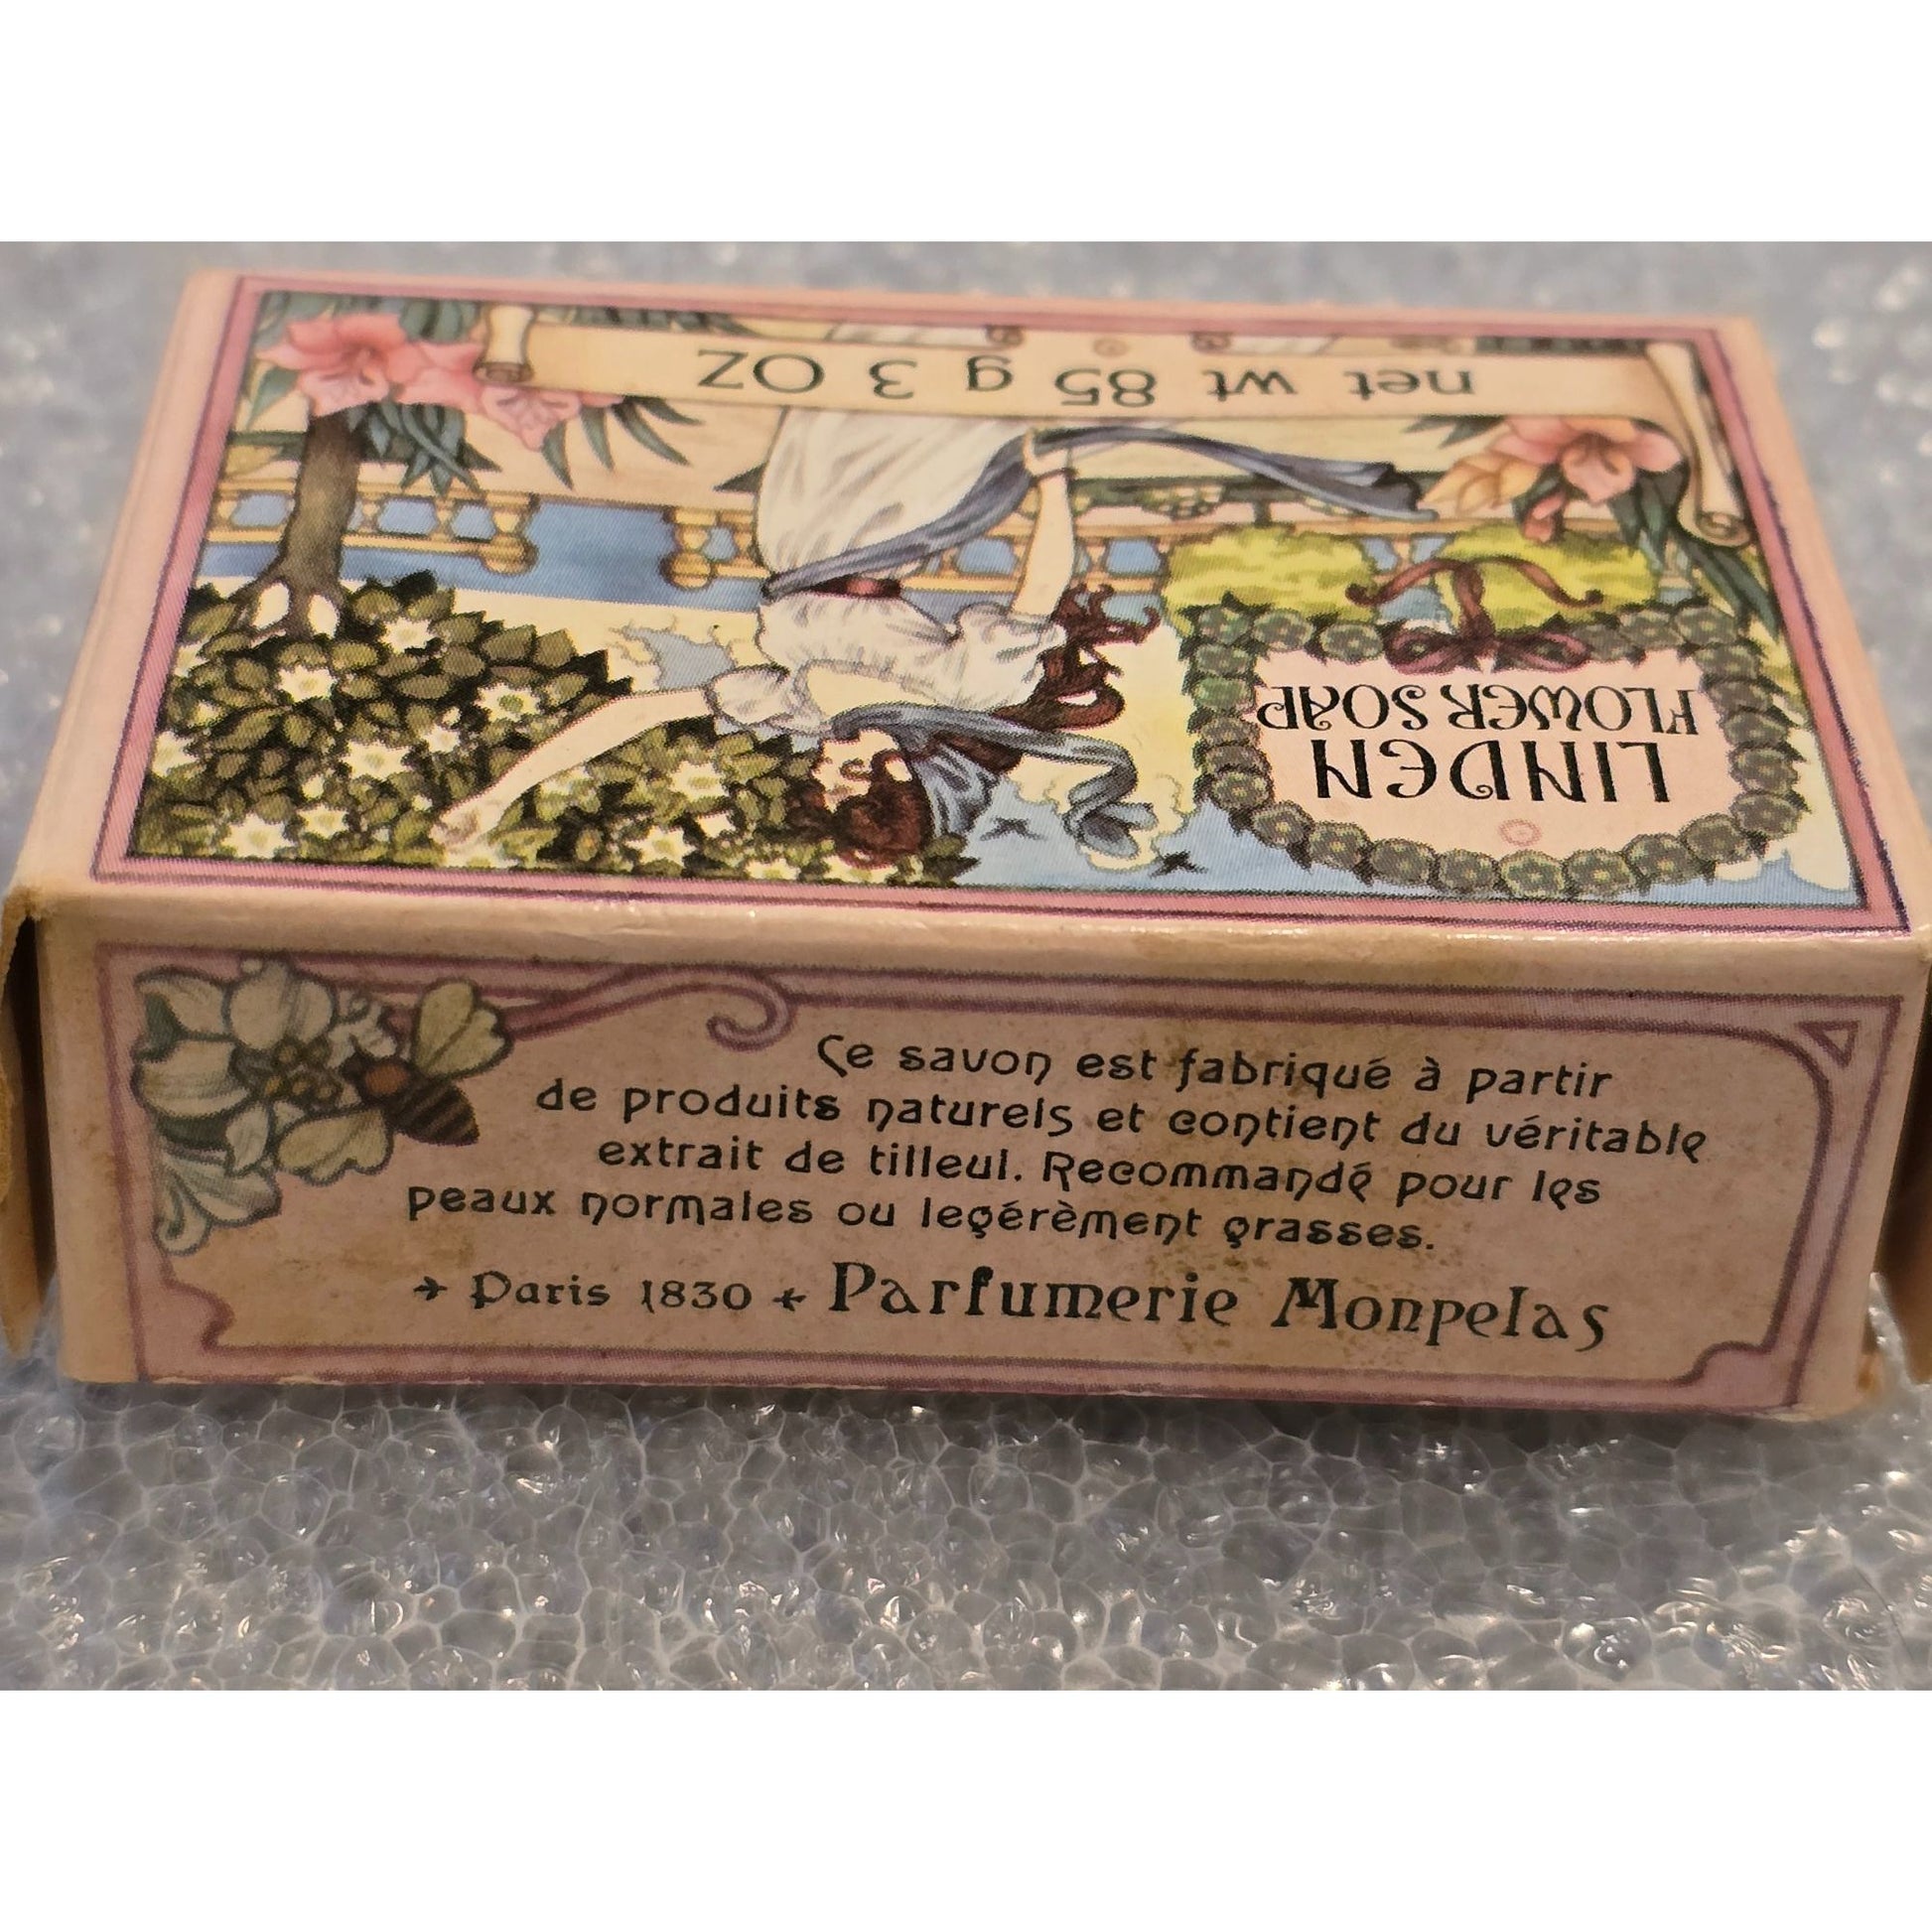 net wt 85 g 3 OZ
LINDEN
FLOWER SOAP
Ce savon est fabriqué à partir
de produits naturels et contient du véritable
extrait de tilleul. Recommandé pour les
peaux normales ou legérèment grasses.
Paris 1830 Parfumerie Monpelas